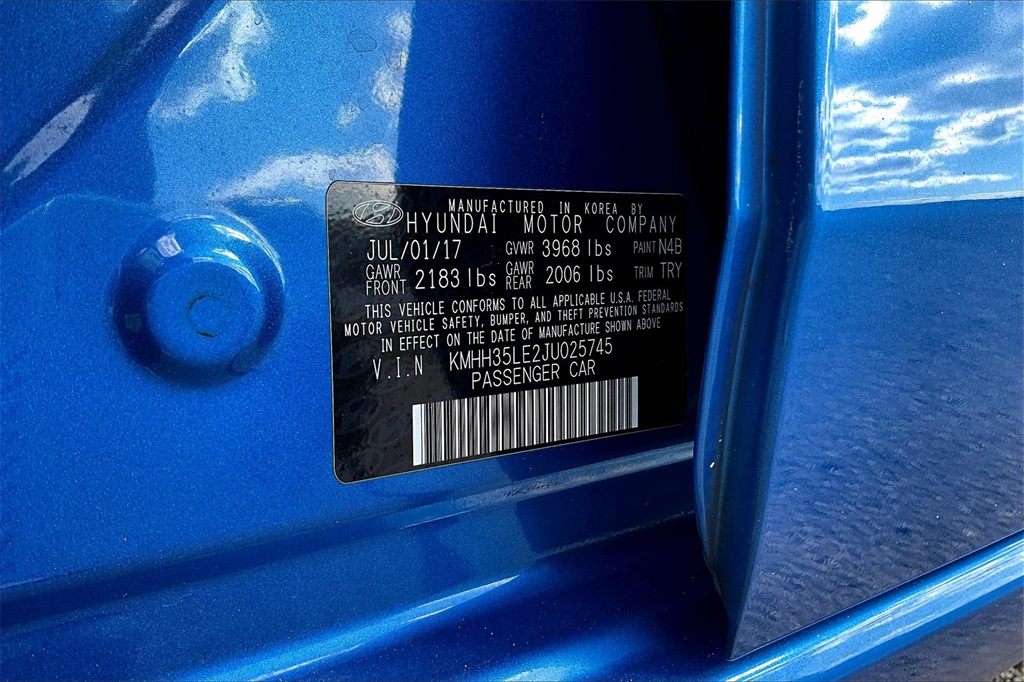 MANUFACTURED IN KOREA BY
HYUNDAI MOTOR COMPANY
JUL/01/17 GVWR 3968 lbs PAINT N4B
GAWR FRONT 2183 lbs GAWR REAR 2006 lbs TRIM TRY
THIS VEHICLE CONFORMS TO ALL APPLICABLE U.S.A. FEDERAL
MOTOR VEHICLE SAFETY, BUMPER, AND THEFT PREVENTION STANDARDS
IN EFFECT ON THE DATE OF MANUFACTURE SHOWN ABOVE
V.I.N KMHH35LE2JU025745
PASSENGER CAR